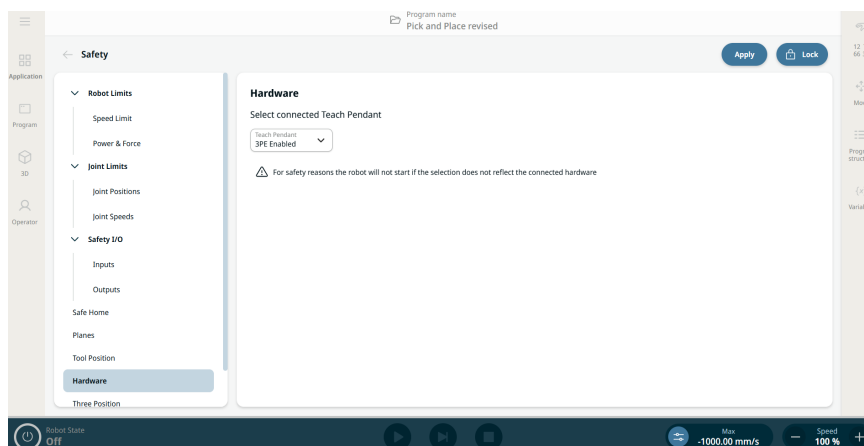 Program name
Pick and Place revised
Safety
Apply
Lock
Application
Program
3D
Operator
Robot Limits
Speed Limit
Power & Force
Joint Limits
Joint Positions
Joint Speeds
Safety I/O
Inputs
Outputs
Safe Home
Planes
Tool Position
Hardware
Three Position
Hardware
Select connected Teach Pendant
Teach Pendant
3PE Enabled
For safety reasons the robot will not start if the selection does not reflect the connected hardware
12
66
Robot State
Off
Max
-1000.00 mm/s
Speed
100 %